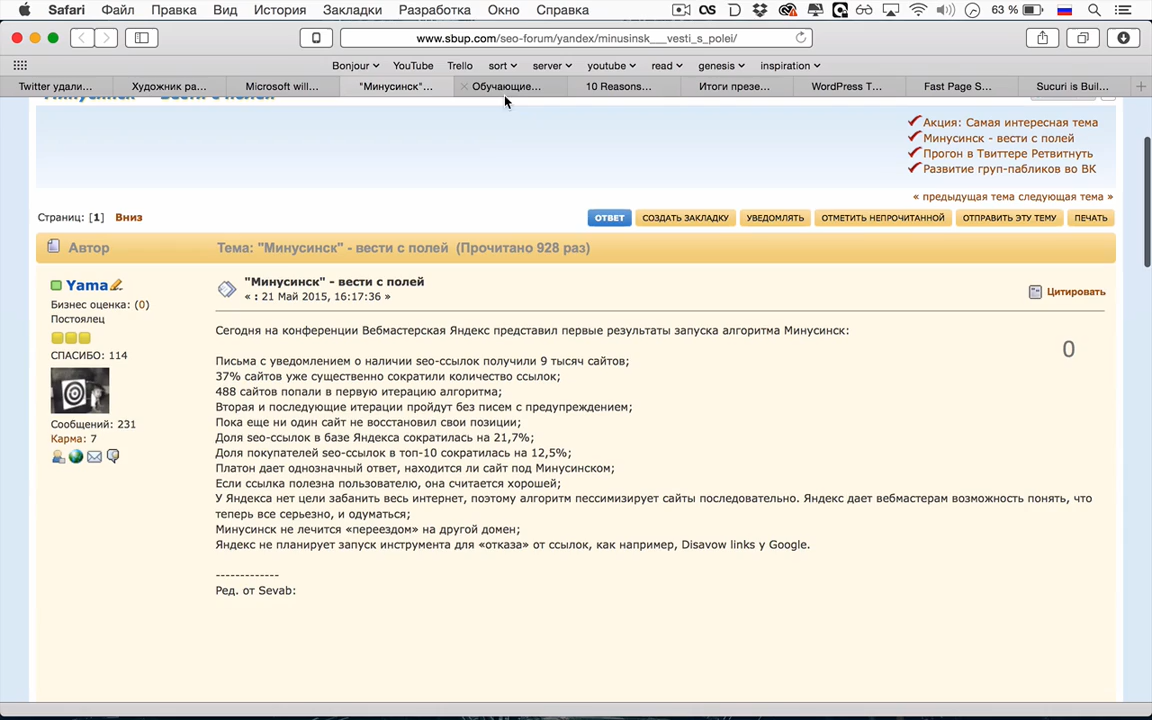 Safari Файл Правка Вид История Закладки Разработка Окно Справка 63 %
www.sbup.com/seo-forum/yandex/minusinsk___vesti_s_polei/
Bonjour YouTube Trello sort server youtube read genesis inspiration
Twitter удали... Художник ра... Microsoft will... "Минусинск"... Обучающие... 10 Reasons... Итоги презе... WordPress T... Fast Page S... Sucuri is Buil...
Акция: Самая интересная тема
Минусинск - вести с полей
Прогон в Твиттере Ретвитнуть
Развитие груп-пабликов во ВК
« предыдущая тема следующая тема »
Страниц: [1] Вниз ОТВЕТ СОЗДАТЬ ЗАКЛАДКУ УВЕДОМЛЯТЬ ОТМЕТИТЬ НЕПРОЧИТАННОЙ ОТПРАВИТЬ ЭТУ ТЕМУ ПЕЧАТЬ
Автор Тема: "Минусинск" - вести с полей (Прочитано 928 раз)
Yama
Бизнес оценка: (0)
Постоялец
СПАСИБО: 114
Сообщений: 231
Карма: 7
"Минусинск" - вести с полей
« : 21 Май 2015, 16:17:36 »
Цитировать
0
Сегодня на конференции Вебмастерская Яндекс представил первые результаты запуска алгоритма Минусинск:
Письма с уведомлением о наличии seo-ссылок получили 9 тысяч сайтов;
37% сайтов уже существенно сократили количество ссылок;
488 сайтов попали в первую итерацию алгоритма;
Вторая и последующие итерации пройдут без писем с предупреждением;
Пока еще ни один сайт не восстановил свои позиции;
Доля seo-ссылок в базе Яндекса сократилась на 21,7%;
Доля покупателей seo-ссылок в топ-10 сократилась на 12,5%;
Платон дает однозначный ответ, находится ли сайт под Минусинском;
Если ссылка полезна пользователю, она считается хорошей;
У Яндекса нет цели забанить весь интернет, поэтому алгоритм пессимизирует сайты последовательно. Яндекс дает вебмастерам возможность понять, что
теперь все серьезно, и одуматься;
Минусинск не лечится «переездом» на другой домен;
Яндекс не планирует запуск инструмента для «отказа» от ссылок, как например, Disavow links у Google.
-------------
Ред. от Sevab: